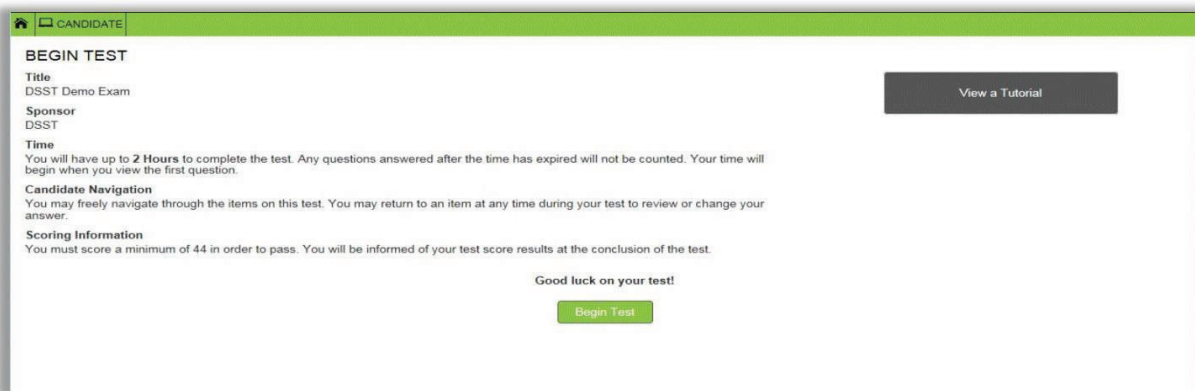 CANDIDATE
BEGIN TEST
Title
DSST Demo Exam
View a Tutorial
Sponsor
DSST
Time
You will have up to 2 Hours to complete the test. Any questions answered after the time has expired will not be counted. Your time will
begin when you view the first question.
Candidate Navigation
You may freely navigate through the items on this test. You may return to an item at any time during your test to review or change your
answer.
Scoring Information
You must score a minimum of 44 in order to pass. You will be informed of your test score results at the conclusion of the test.
Good luck on your test!
Begin Test